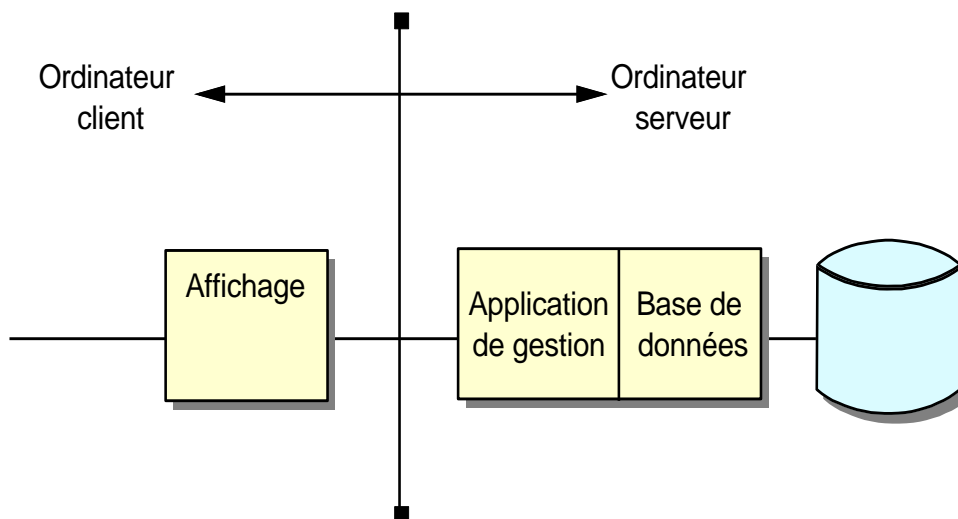 Ordinateur
client
Ordinateur
serveur
Affichage
Application
de gestion
Base de
données